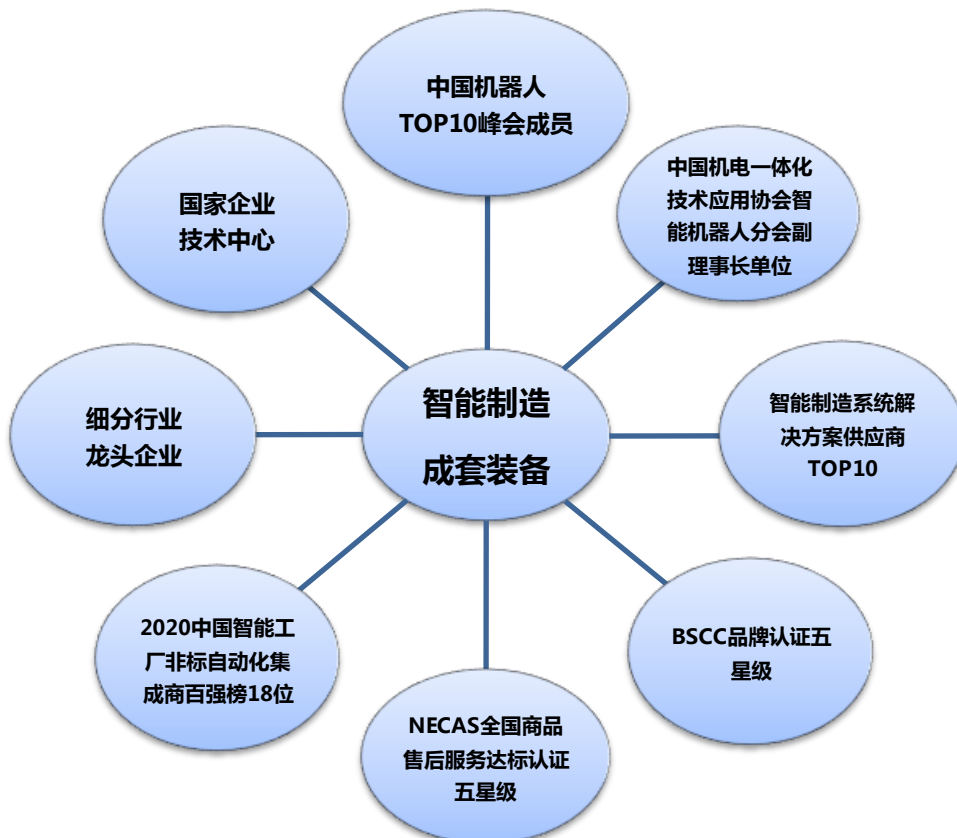 中国机器人
TOP10峰会成员
中国机电一体化
技术应用协会智
能机器人分会副
理事长单位
国家企业
技术中心
智能制造
成套装备
细分行业
龙头企业
智能制造系统解
决方案供应商
TOP10
2020中国智能工
厂非标自动化集
成商百强榜18位
BSCC品牌认证五
星级
NECAS全国商品
售后服务达标认证
五星级